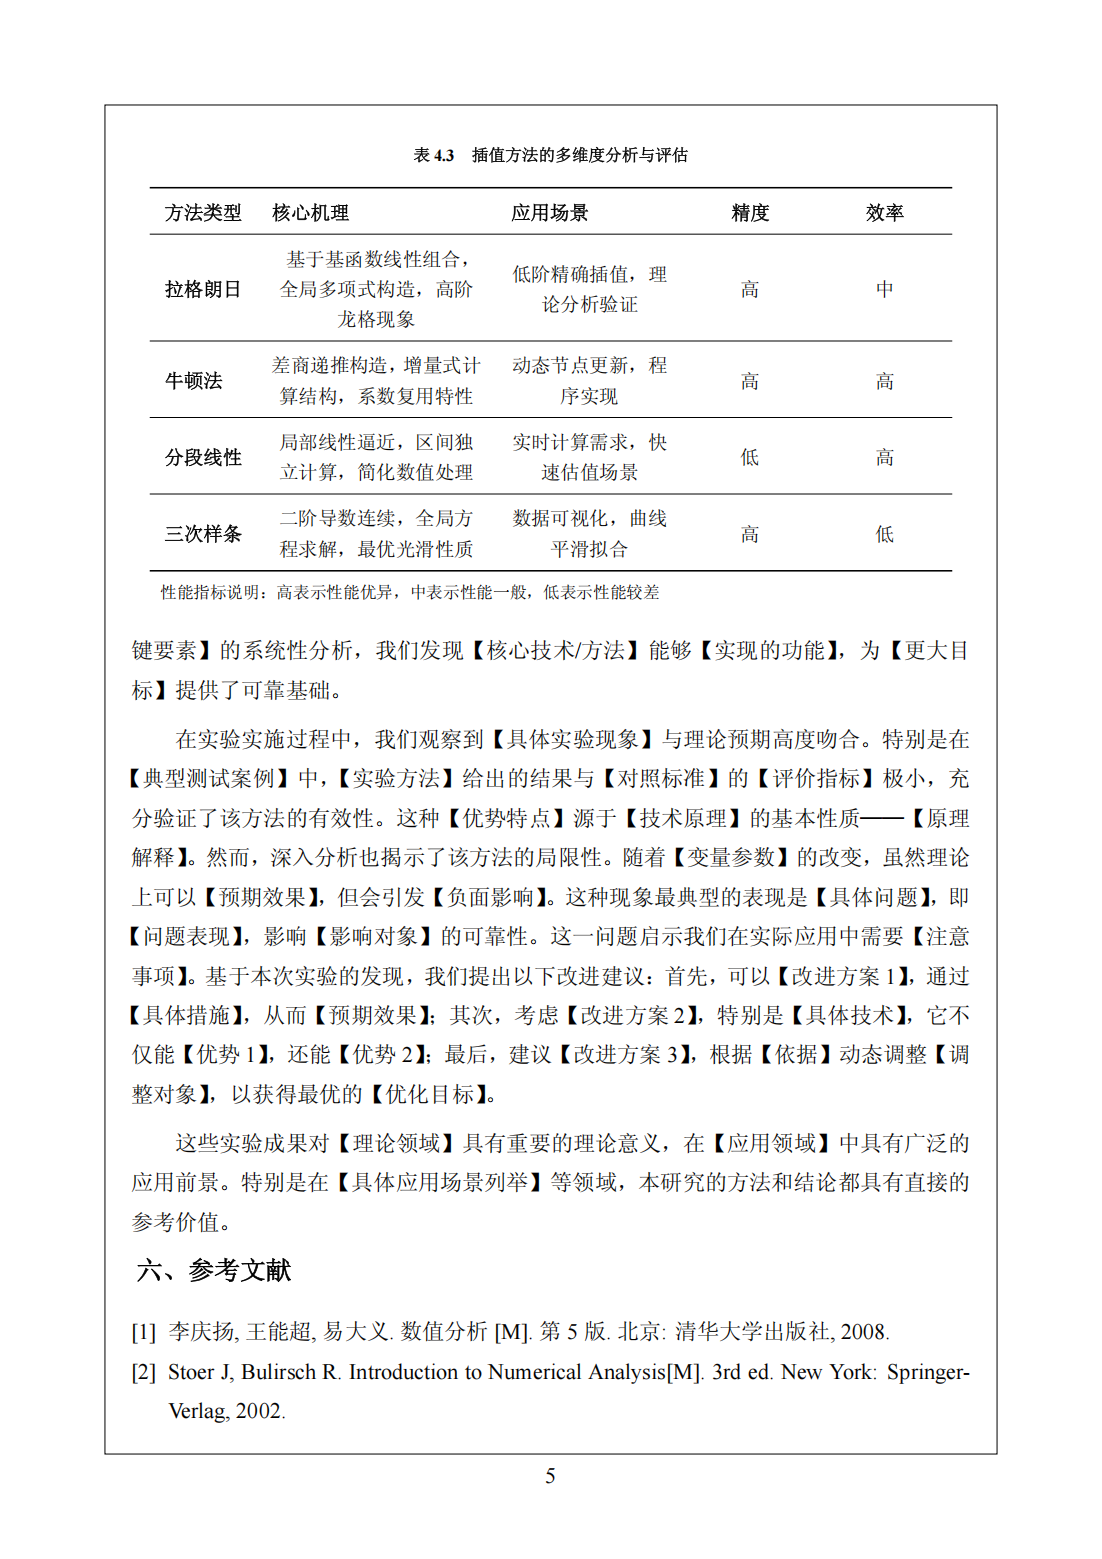 表 4.3 插值方法的多维度分析与评估
方法类型 核心机理 应用场景 精度 效率
拉格朗日 基于基函数线性组合，全局多项式构造，高阶龙格现象 低阶精确插值，理论分析验证 高 中
牛顿法 差商递推构造，增量式计算结构，系数复用特性 动态节点更新，程序实现 高 高
分段线性 局部线性逼近，区间独立计算，简化数值处理 实时计算需求，快速估值场景 低 高
三次样条 二阶导数连续，全局方程求解，最优光滑性质 数据可视化，曲线平滑拟合 高 低
性能指标说明：高表示性能优异，中表示性能一般，低表示性能较差
键要素】的系统性分析，我们发现【核心技术/方法】能够【实现的功能】，为【更大目
标】提供了可靠基础。
在实验实施过程中，我们观察到【具体实验现象】与理论预期高度吻合。特别是在
【典型测试案例】中，【实验方法】给出的结果与【对照标准】的【评价指标】极小，充
分验证了该方法的有效性。这种【优势特点】源于【技术原理】的基本性质——【原理
解释】。然而，深入分析也揭示了该方法的局限性。随着【变量参数】的改变，虽然理论
上可以【预期效果】，但会引发【负面影响】。这种现象最典型的表现是【具体问题】，即
【问题表现】，影响【影响对象】的可靠性。这一问题启示我们在实际应用中需要【注意
事项】。基于本次实验的发现，我们提出以下改进建议：首先，可以【改进方案 1】，通过
【具体措施】，从而【预期效果】；其次，考虑【改进方案 2】，特别是【具体技术】，它不
仅能【优势 1】，还能【优势 2】；最后，建议【改进方案 3】，根据【依据】动态调整【调
整对象】，以获得最优的【优化目标】。
这些实验成果对【理论领域】具有重要的理论意义，在【应用领域】中具有广泛的
应用前景。特别是在【具体应用场景列举】等领域，本研究的方法和结论都具有直接的
参考价值。
六、参考文献
[1] 李庆扬, 王能超, 易大义. 数值分析 [M]. 第 5 版. 北京: 清华大学出版社, 2008.
[2] Stoer J, Bulirsch R. Introduction to Numerical Analysis[M]. 3rd ed. New York: Springer-
Verlag, 2002.
5